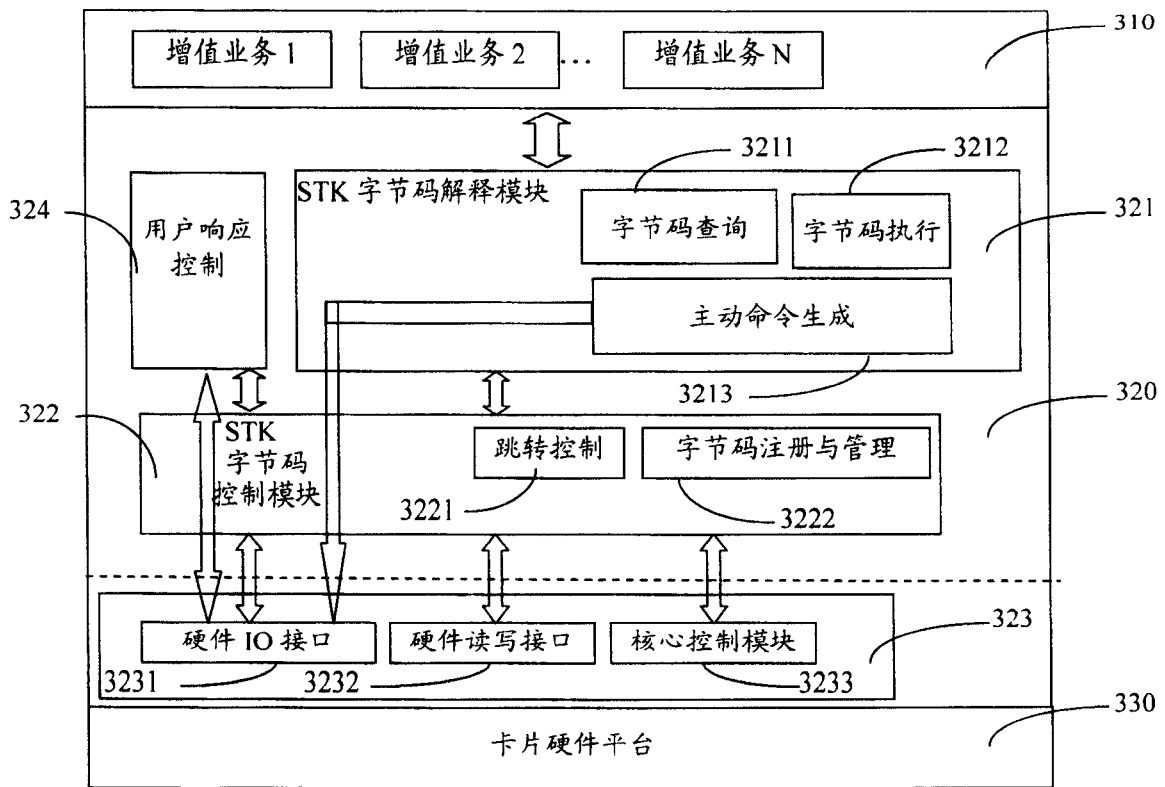 310
增值业务 1
增值业务 2
…
增值业务 N
3211
3212
324
用户响应
控制
STK 字节码解释模块
字节码查询
字节码执行
321
主动命令生成
3213
320
322
STK
字节码
控制模块
跳转控制
字节码注册与管理
3221
3222
323
硬件 IO 接口
硬件读写接口
核心控制模块
3231
3232
3233
330
卡片硬件平台